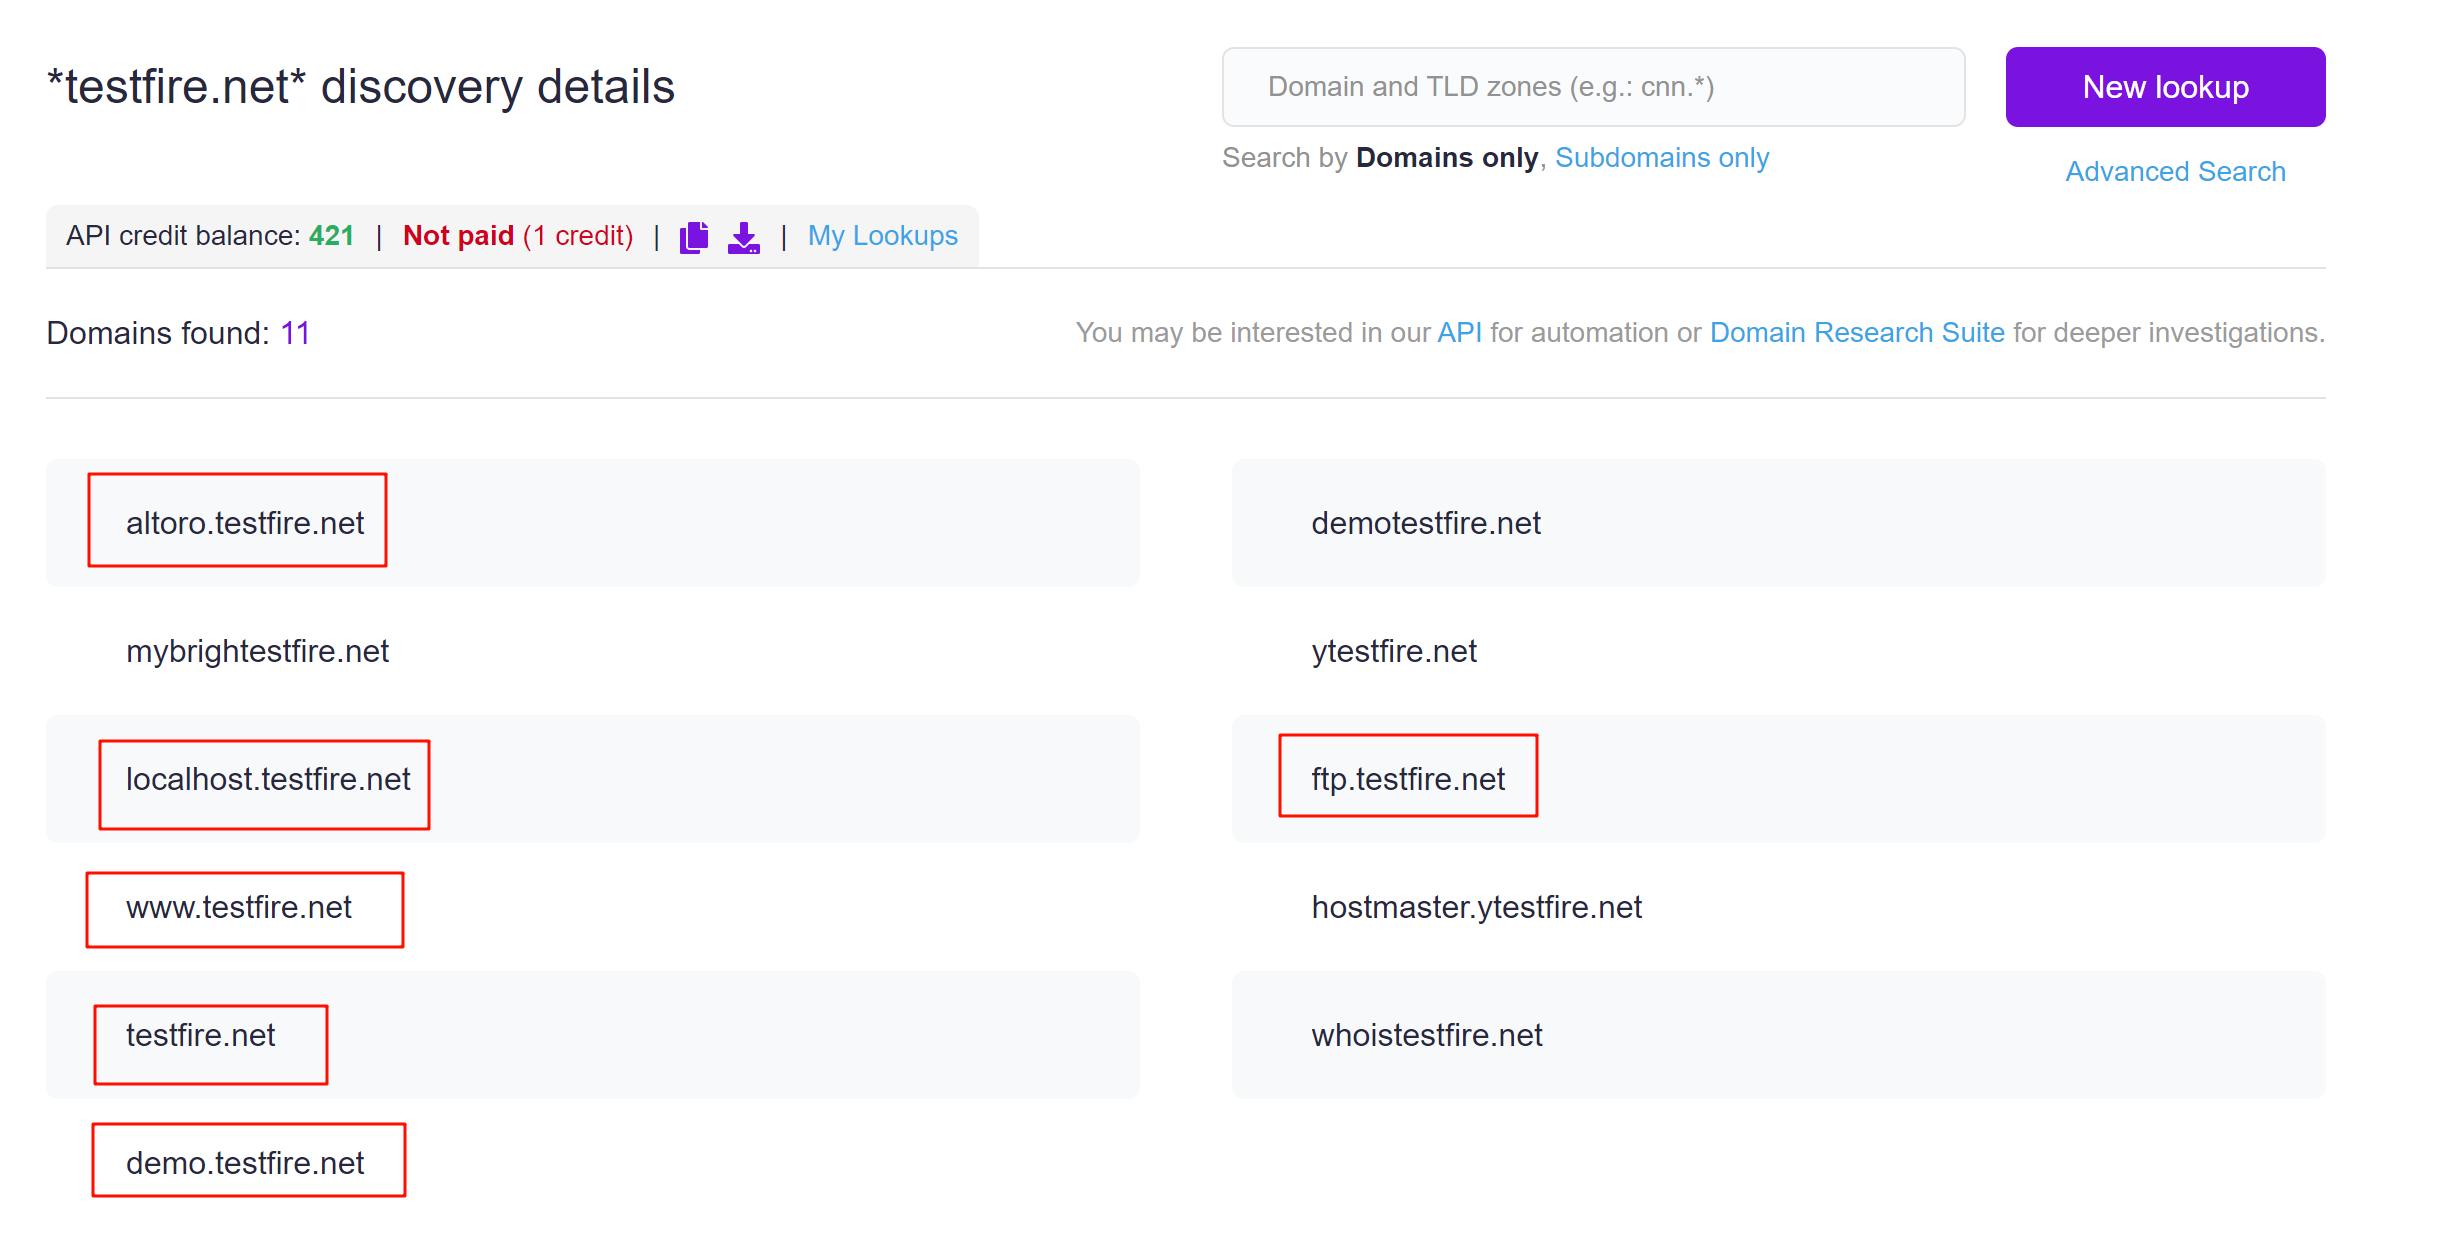 *testfire.net* discovery details
Domain and TLD zones (e.g.: cnn.*)
New lookup
Search by Domains only, Subdomains only
Advanced Search
API credit balance: 421 | Not paid (1 credit) | | My Lookups
Domains found: 11
You may be interested in our API for automation or Domain Research Suite for deeper investigations.
altoro.testfire.net
demotestfire.net
mybrightestfire.net
ytestfire.net
localhost.testfire.net
ftp.testfire.net
www.testfire.net
hostmaster.ytestfire.net
testfire.net
whoistestfire.net
demo.testfire.net